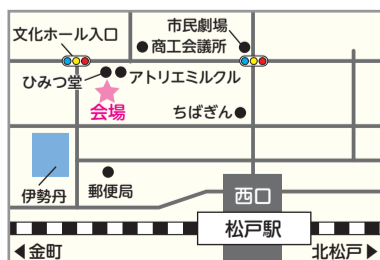 市民劇場
文化ホール入口
商工会議所
ひみつ堂
アトリエミルクル
会場
ちばぎん
伊勢丹
郵便局
西口
松戸駅
◀金町
北松戸▶